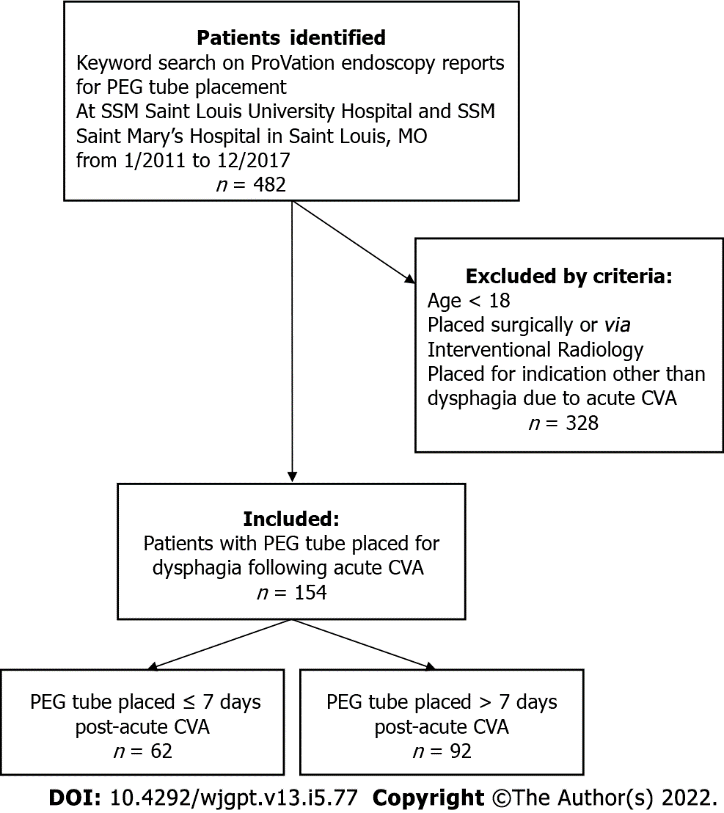 Patients identified
Keyword search on ProVation endoscopy reports
for PEG tube placement
At SSM Saint Louis University Hospital and SSM
Saint Mary's Hospital in Saint Louis, MO
from 1/2011 to 12/2017
n = 482
Excluded by criteria:
Age < 18
Placed surgically or via
Interventional Radiology
Placed for indication other than
dysphagia due to acute CVA
n = 328
Included:
Patients with PEG tube placed for
dysphagia following acute CVA
n = 154
PEG tube placed ≤ 7 days
post-acute CVA
n = 62
PEG tube placed > 7 days
post-acute CVA
n = 92
DOI: 10.4292/wjgpt.v13.i5.77 Copyright ©The Author(s) 2022.